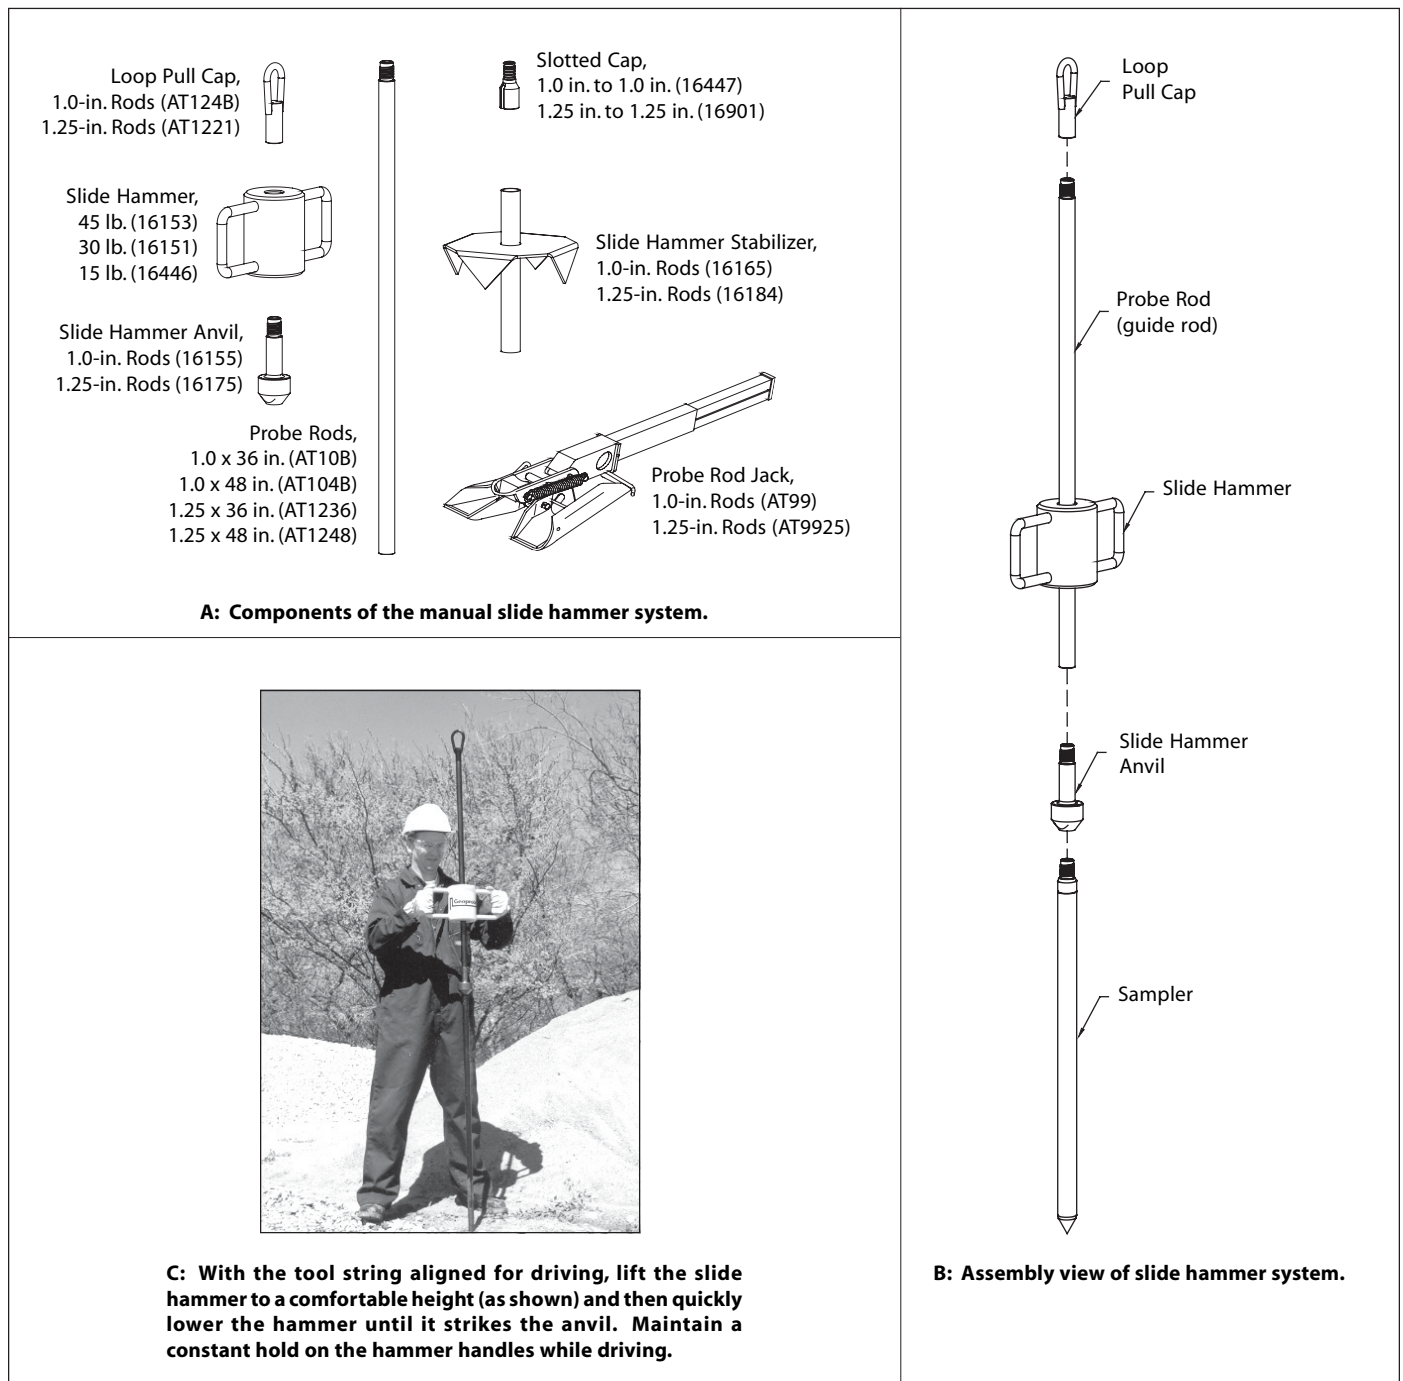 Loop Pull Cap,
1.0-in. Rods (AT124B)
1.25-in. Rods (AT1221)
Slide Hammer,
45 lb. (16153)
30 lb. (16151)
15 lb. (16446)
Slide Hammer Anvil,
1.0-in. Rods (16155)
1.25-in. Rods (16175)
Probe Rods,
1.0 x 36 in. (AT10B)
1.0 x 48 in. (AT104B)
1.25 x 36 in. (AT1236)
1.25 x 48 in. (AT1248)
Slotted Cap,
1.0 in. to 1.0 in. (16447)
1.25 in. to 1.25 in. (16901)
Slide Hammer Stabilizer,
1.0-in. Rods (16165)
1.25-in. Rods (16184)
Probe Rod Jack,
1.0-in. Rods (AT99)
1.25-in. Rods (AT9925)
A: Components of the manual slide hammer system.
C: With the tool string aligned for driving, lift the slide
hammer to a comfortable height (as shown) and then quickly
lower the hammer until it strikes the anvil. Maintain a
constant hold on the hammer handles while driving.
Loop
Pull Cap
Probe Rod
(guide rod)
Slide Hammer
Slide Hammer
Anvil
Sampler
B: Assembly view of slide hammer system.